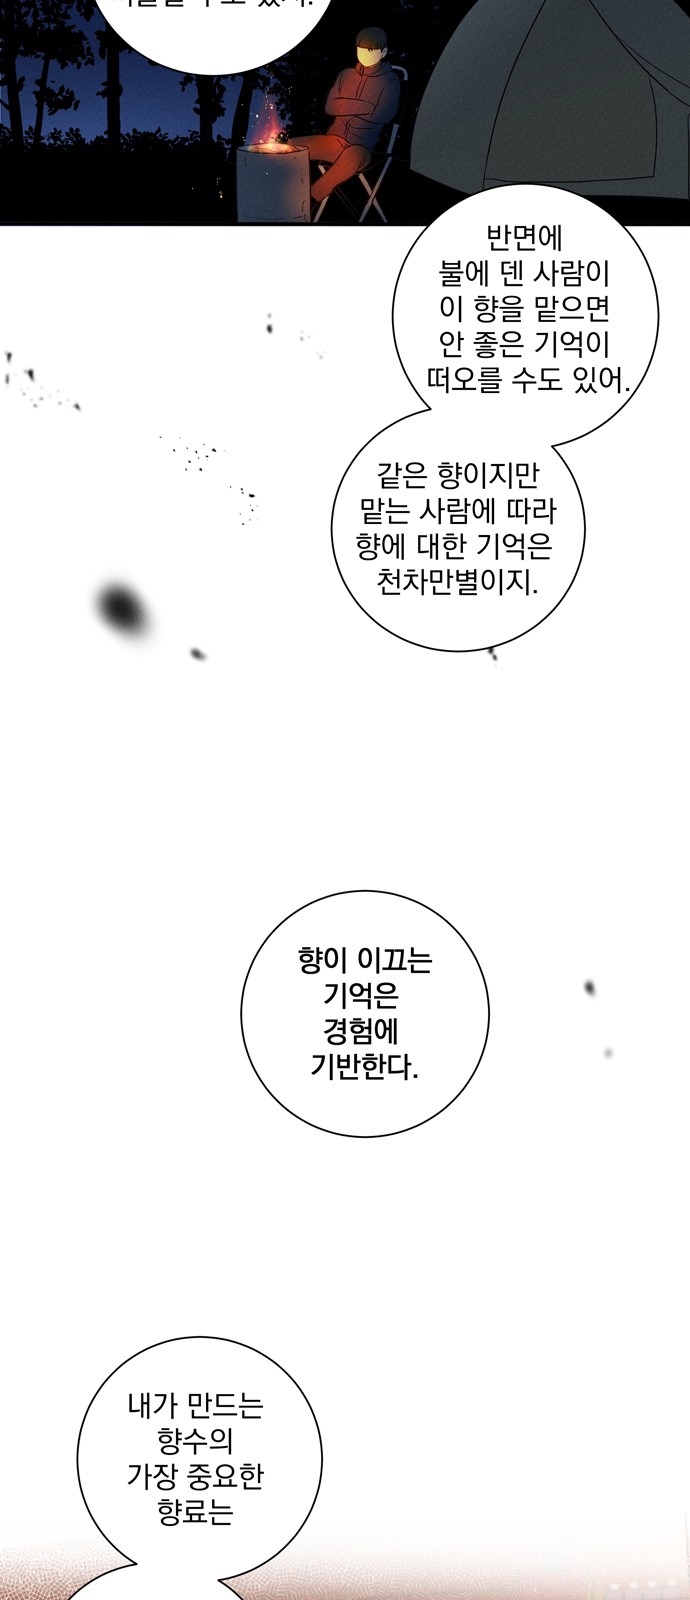 수도 있지.
반면에
불에 덴 사람이
이 향을 맡으면
안 좋은 기억이
떠오를 수도 있어.
같은 향이지만
맡는 사람에 따라
향에 대한 기억은
천차만별이지.
향이 이끄는
기억은
경험에
기반한다.
내가 만드는
향수의
가장 중요한
향료는